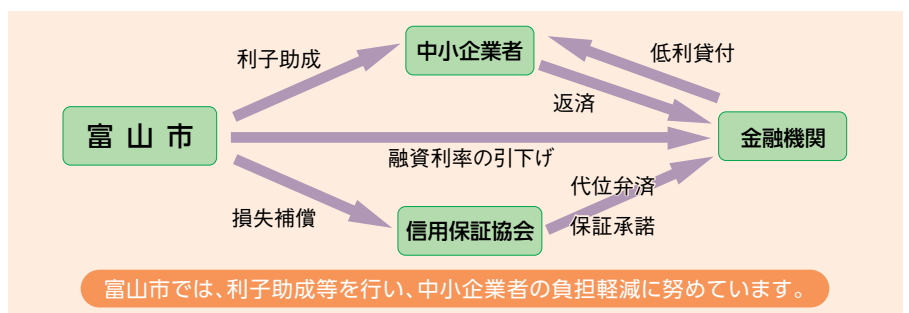 中小企業者
利子助成
低利貸付
返済
富山市
金融機関
融資利率の引下げ
代位弁済
損失補償
信用保証協会
保証承諾
富山市では、利子助成等を行い、中小企業者の負担軽減に努めています。